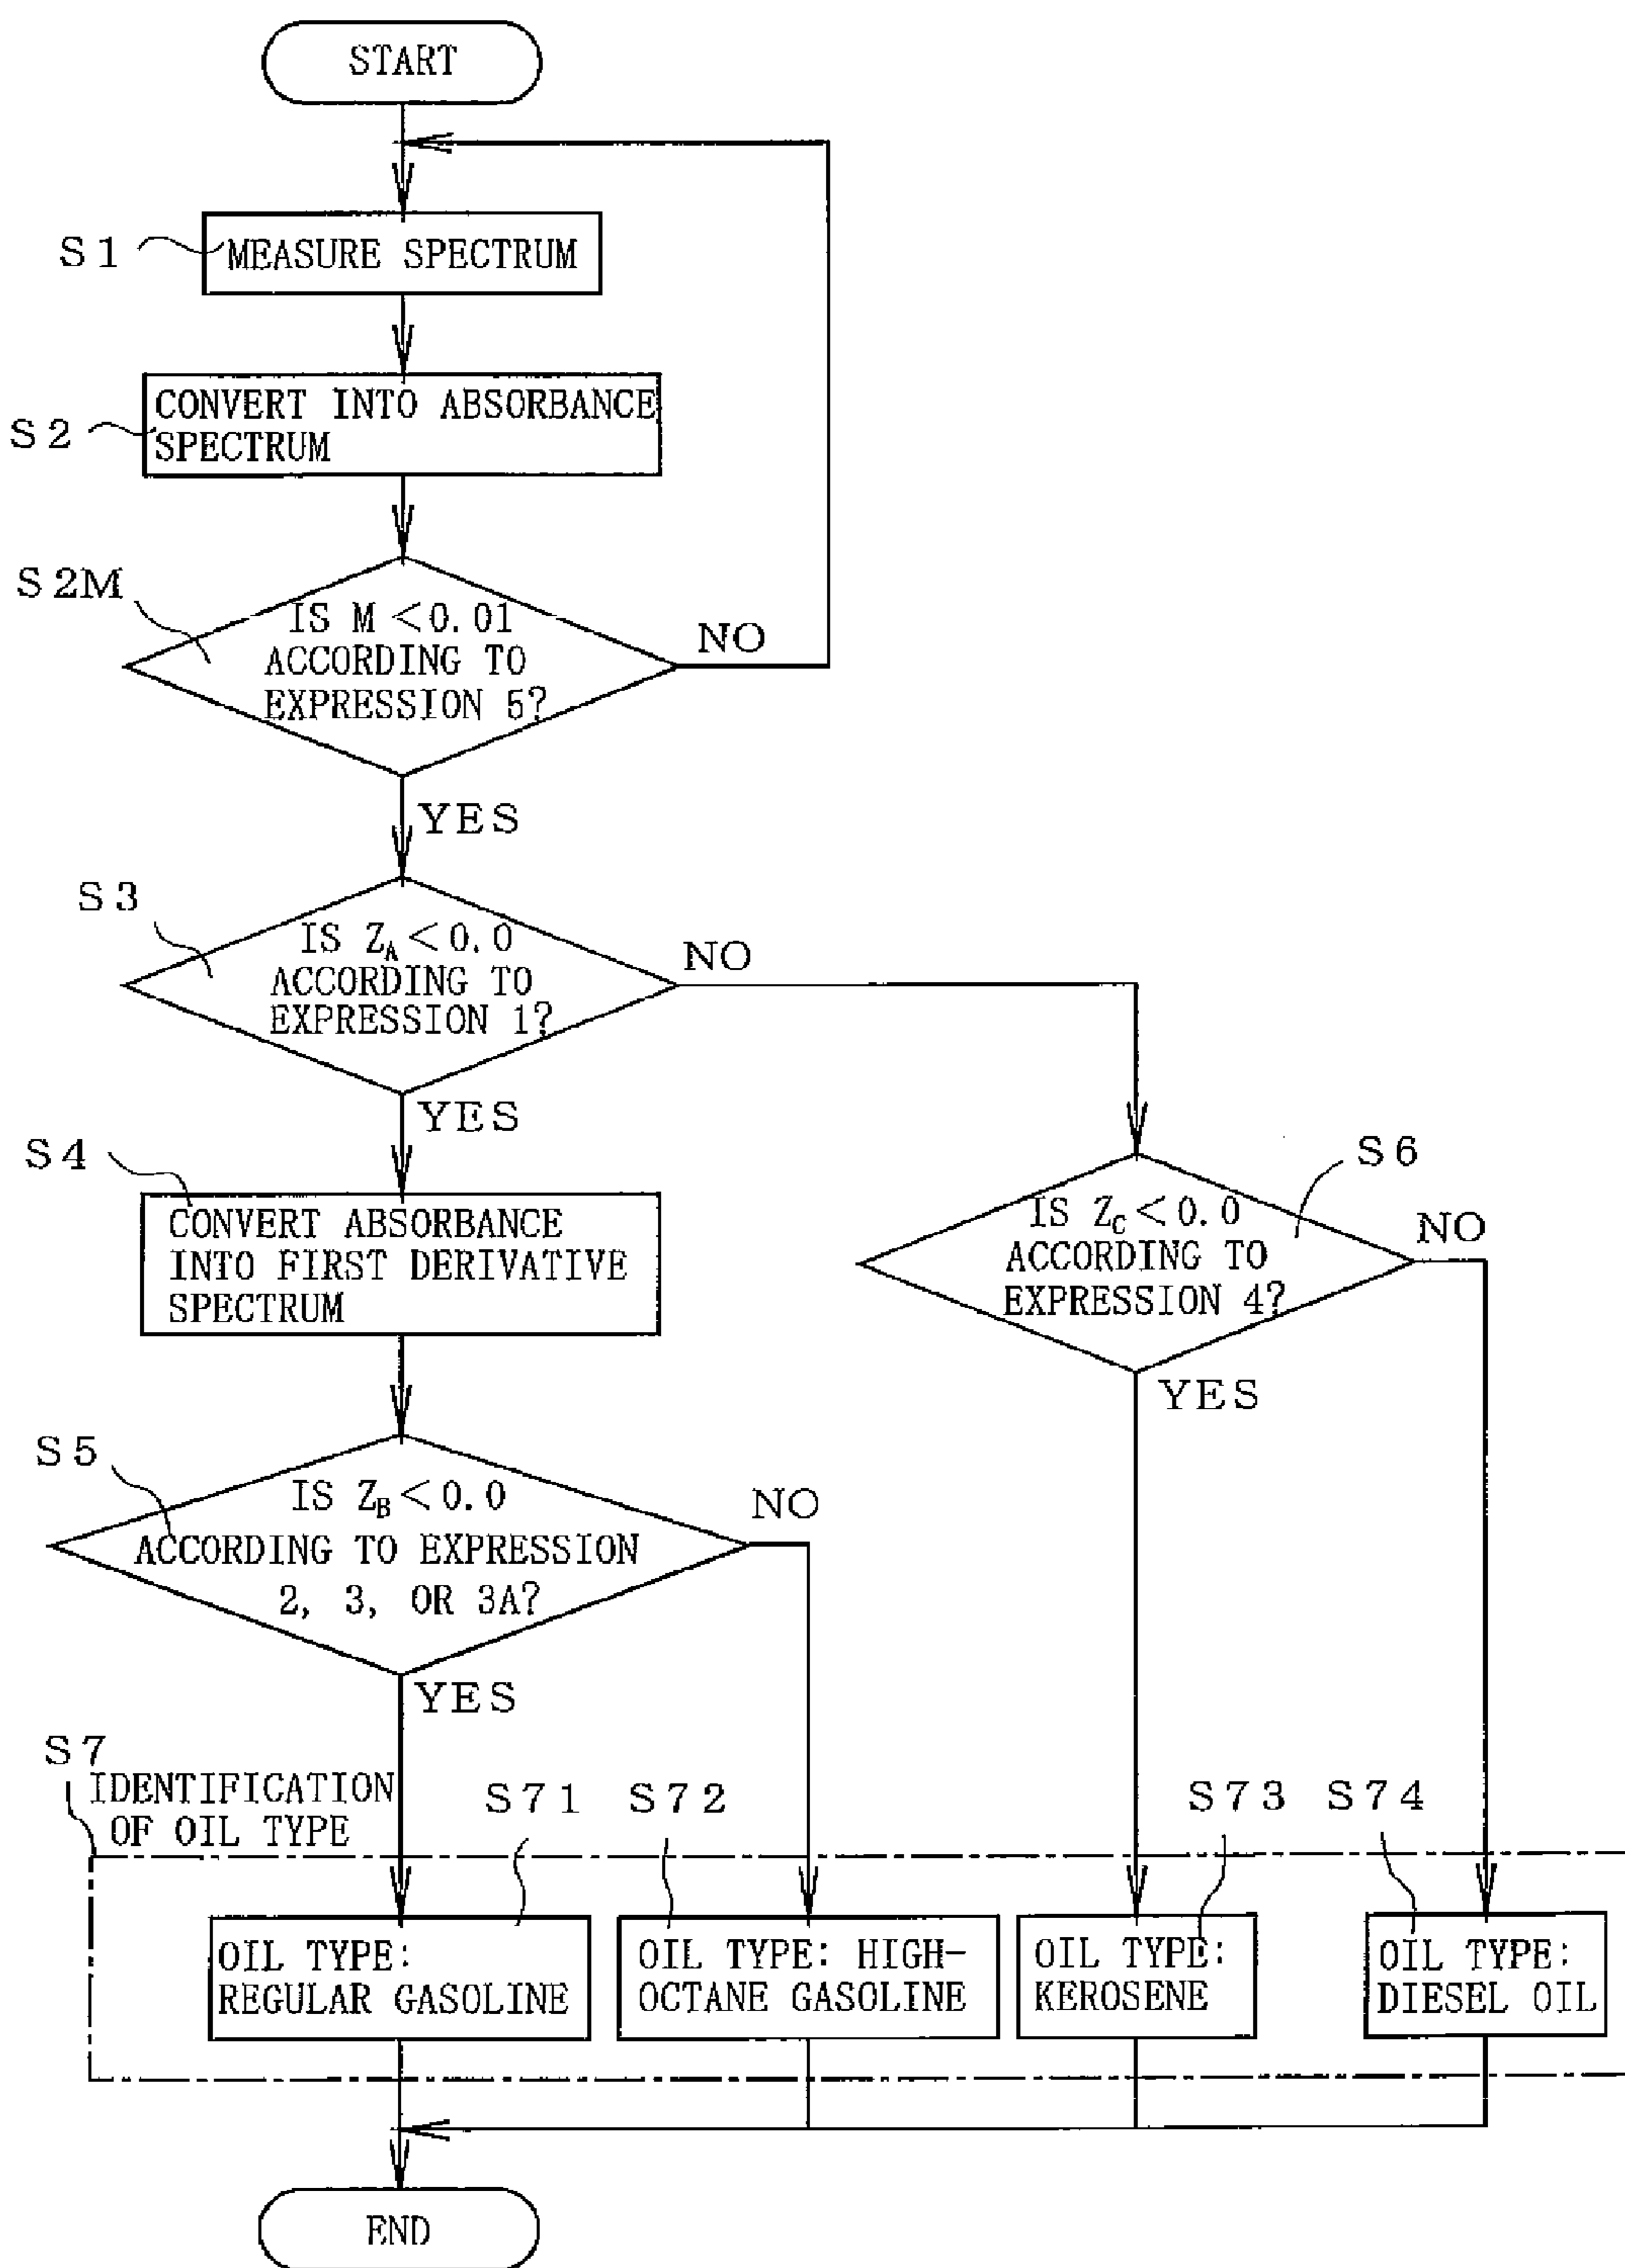 START
S1
MEASURE SPECTRUM
S2
CONVERT INTO ABSORBANCE
SPECTRUM
S2M
IS M <0.01
ACCORDING TO
EXPRESSION 5?
NO
YES
S3
IS Z_A <0.0
ACCORDING TO
EXPRESSION 1?
NO
YES
S4
CONVERT ABSORBANCE
INTO FIRST DERIVATIVE
SPECTRUM
S6
IS Z_C <0.0
ACCORDING TO
EXPRESSION 4?
NO
YES
S5
IS Z_B <0.0
ACCORDING TO EXPRESSION
2, 3, OR 3A?
NO
YES
S7
IDENTIFICATION
OF OIL TYPE
S71
S72
S73
S74
OIL TYPE:
REGULAR GASOLINE
OIL TYPE: HIGH-
OCTANE GASOLINE
OIL TYPE:
KEROSENE
OIL TYPE:
DIESEL OIL
END